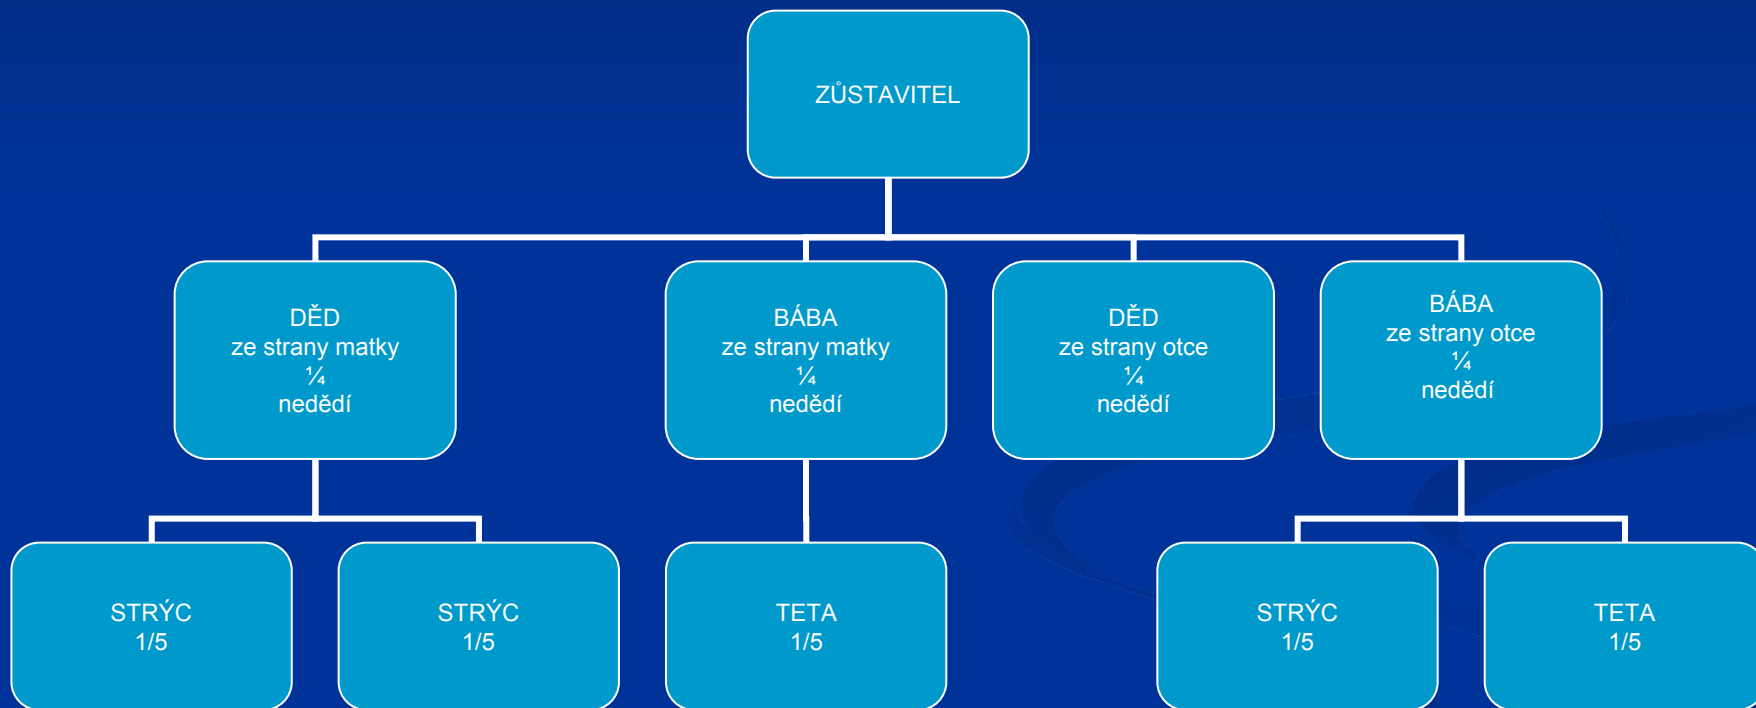 ZŮSTAVITEL
DĚD
ze strany matky
¼
nedědí
BÁBA
ze strany matky
¼
nedědí
DĚD
ze strany otce
¼
nedědí
BÁBA
ze strany otce
¼
nedědí
STRÝC
1/5
STRÝC
1/5
TETA
1/5
STRÝC
1/5
TETA
1/5